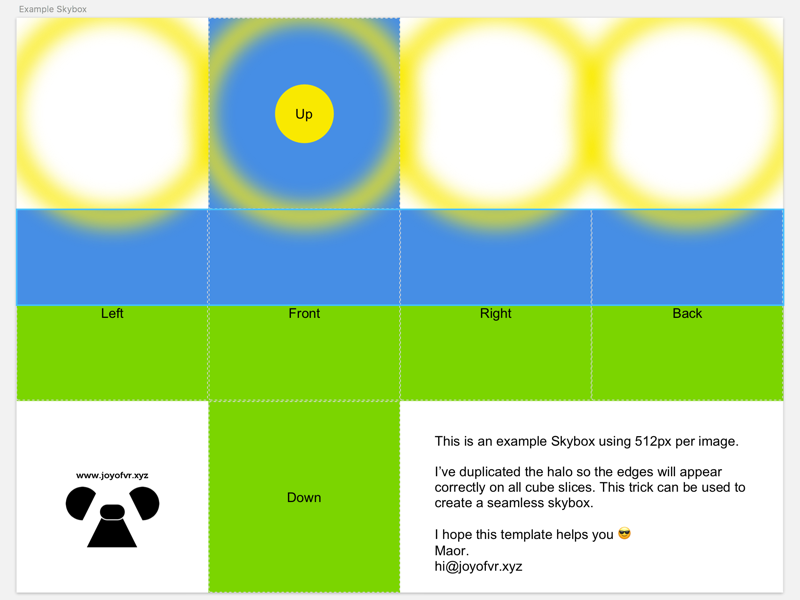 Example Skybox
Up
Left
Front
Right
Back
www.joyofvr.xyz
Down
This is an example Skybox using 512px per image.
I’ve duplicated the halo so the edges will appear
correctly on all cube slices. This trick can be used to
create a seamless skybox.
I hope this template helps you 😎
Maor.
hi@joyofvr.xyz